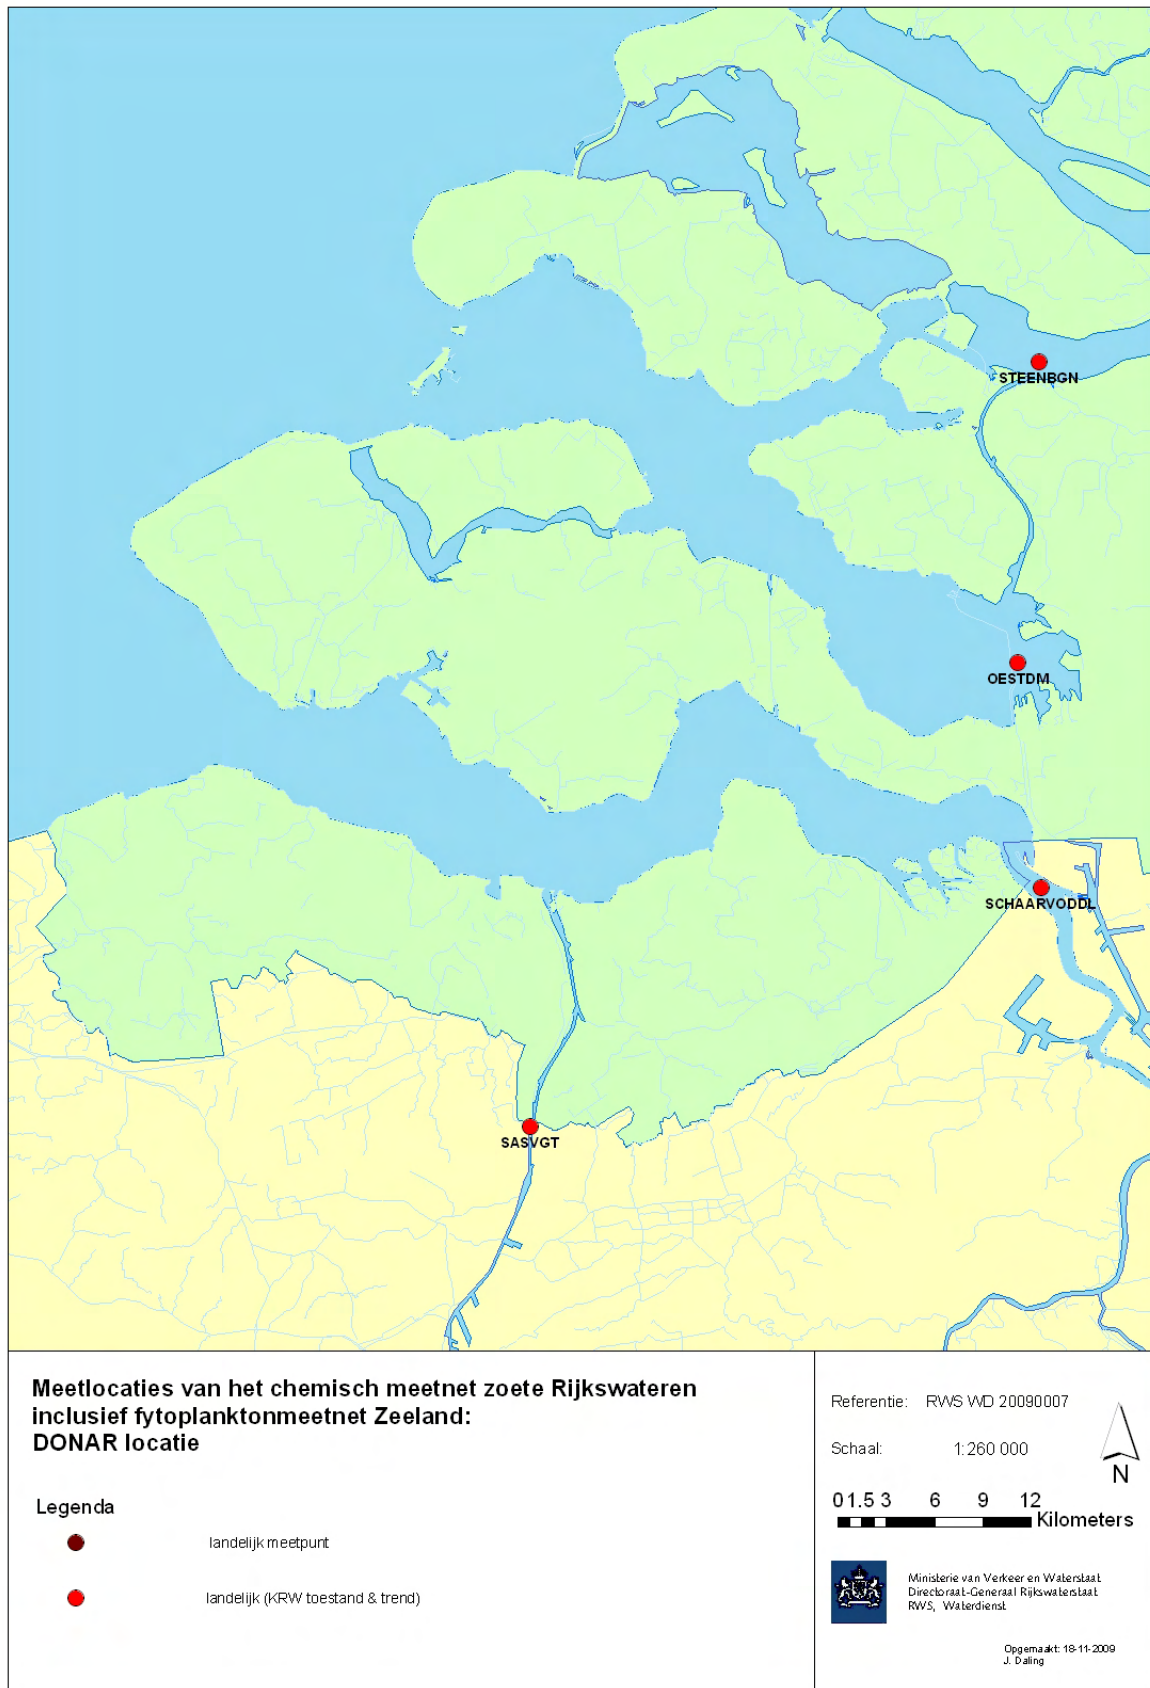 STEENBGN
OESTDM
SCHAARVODDL
SASVGT
Meetlocaties van het chemisch meetnet zoete Rijkswateren
inclusief fytoplanktonmeetnet Zeeland:
DONAR locatie
Legenda
landelijk meetpunt
landelijk (KRW toestand & trend)
Referentie: RWS WD 20090007
Schaal: 1:260 000
N
0 1.5 3 6 9 12
Kilometers
Ministerie van Verkeer en Waterstaat
Directoraat-Generaal Rijkswaterstaat
RWS, Waterdienst
Opgemaakt: 18-11-2009
J. Daling